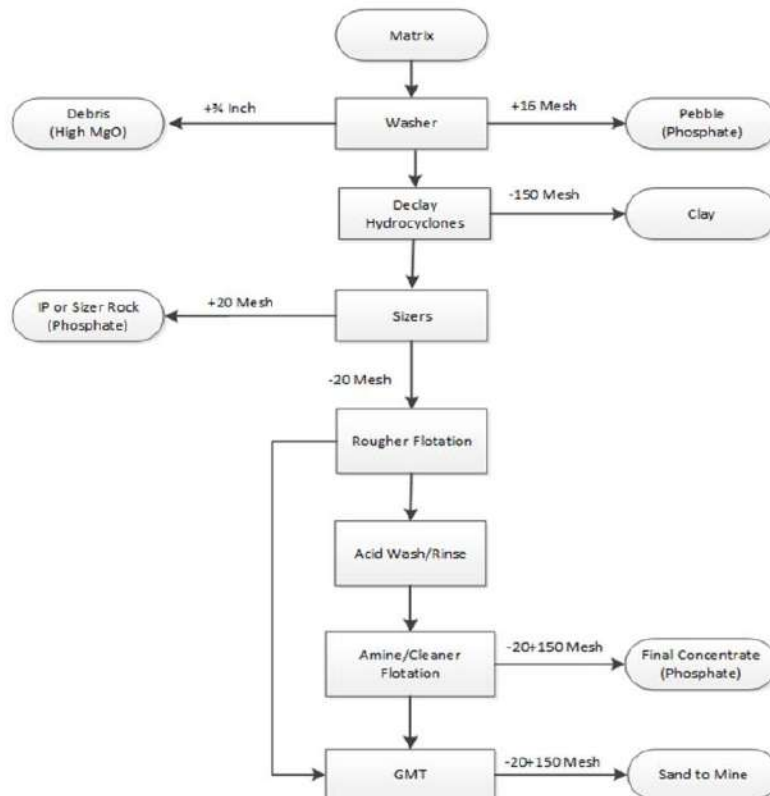 Matrix
Debris
(High MgO)
+¾ Inch
Washer
+16 Mesh
Pebble
(Phosphate)
Declay
Hydrocyclones
-150 Mesh
Clay
IP or Sizer Rock
(Phosphate)
+20 Mesh
Sizers
-20 Mesh
Rougher Flotation
Acid Wash/Rinse
Amine/Cleaner
Flotation
-20+150 Mesh
Final Concentrate
(Phosphate)
GMT
-20+150 Mesh
Sand to Mine